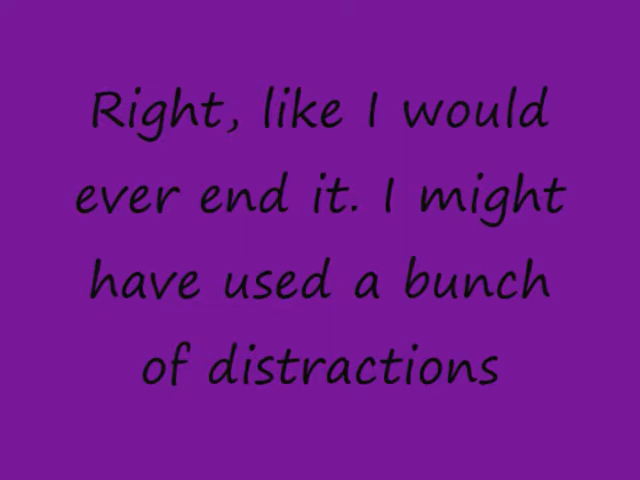 Right, like I would
ever end it. I might
have used a bunch
of distractions